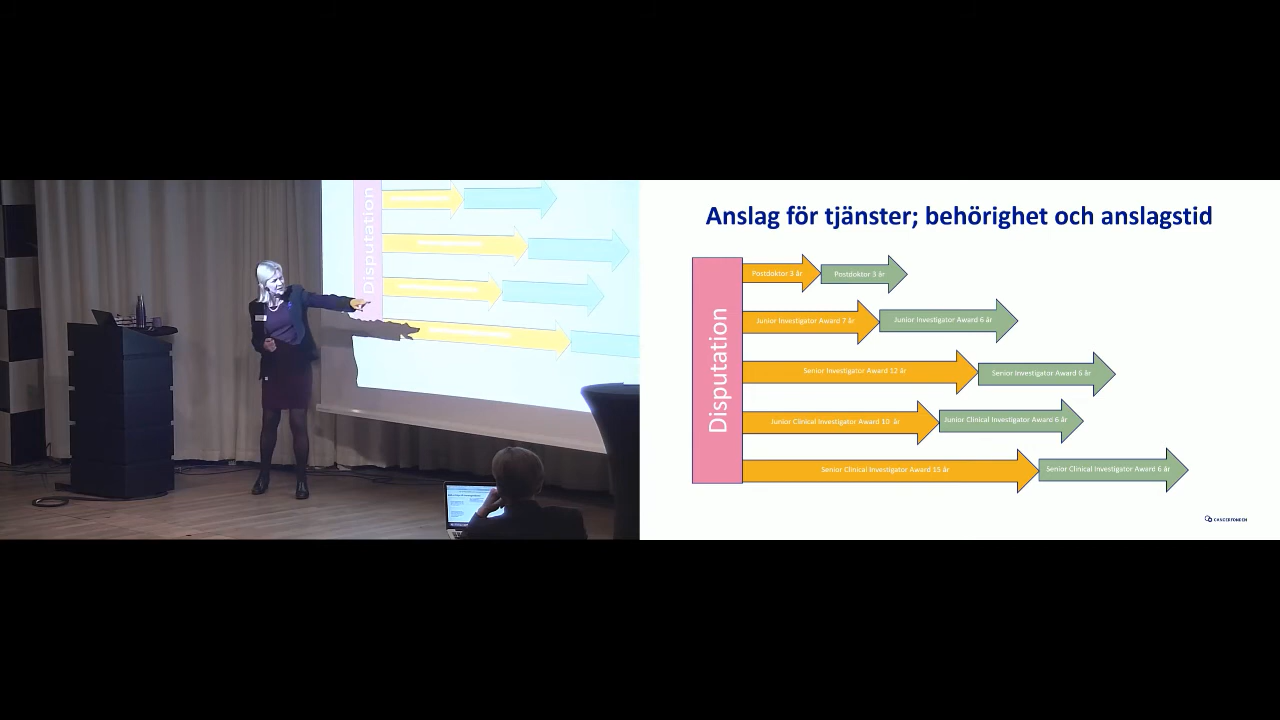 Disputation
Anslag för tjänster; behörighet och anslagstid
Disputation
Postdoktor 3 år
Postdoktor 3 år
Junior Investigator Award 7 år
Junior Investigator Award 6 år
Senior Investigator Award 12 år
Senior Investigator Award 6 år
Junior Clinical Investigator Award 10 år
Junior Clinical Investigator Award 6 år
Senior Clinical Investigator Award 15 år
Senior Clinical Investigator Award 6 år
CANCERFONDEN